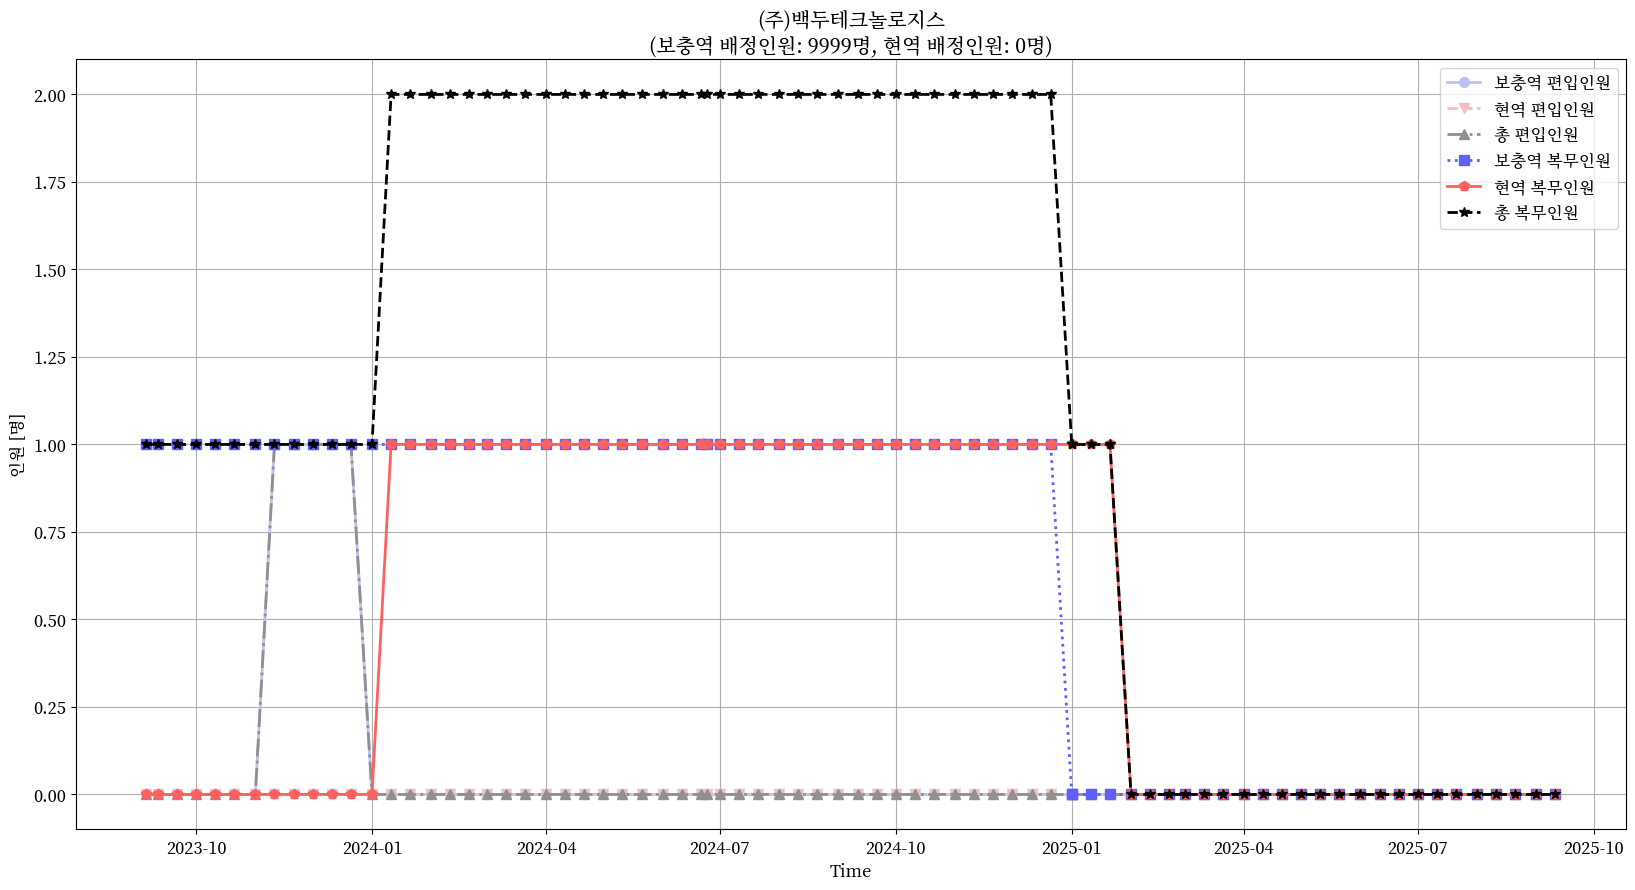 (주)백두테크놀로지스
(보충역 배정인원: 9999명, 현역 배정인원: 0명)
보충역 편입인원
현역 편입인원
총 편입인원
보충역 복무인원
현역 복무인원
총 복무인원
2.00
1.75
1.50
1.25
1.00
0.75
0.50
0.25
0.00
인원 [명]
2023-10 2024-01 2024-04 2024-07 2024-10 2025-01 2025-04 2025-07 2025-10
Time